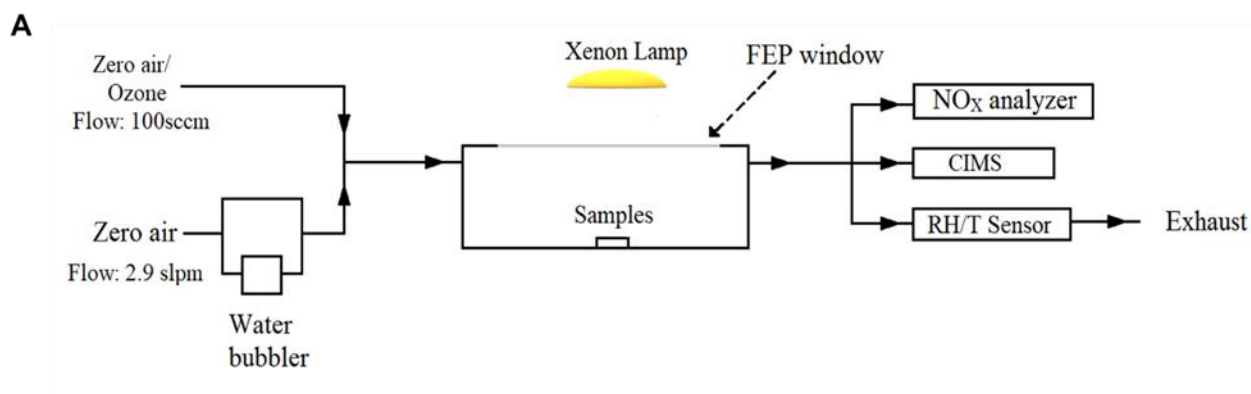 A
Zero air/
Ozone
Flow: 100sccm
Xenon Lamp
FEP window
NOX analyzer
CIMS
Samples
RH/T Sensor
Exhaust
Zero air
Flow: 2.9 slpm
Water
bubbler